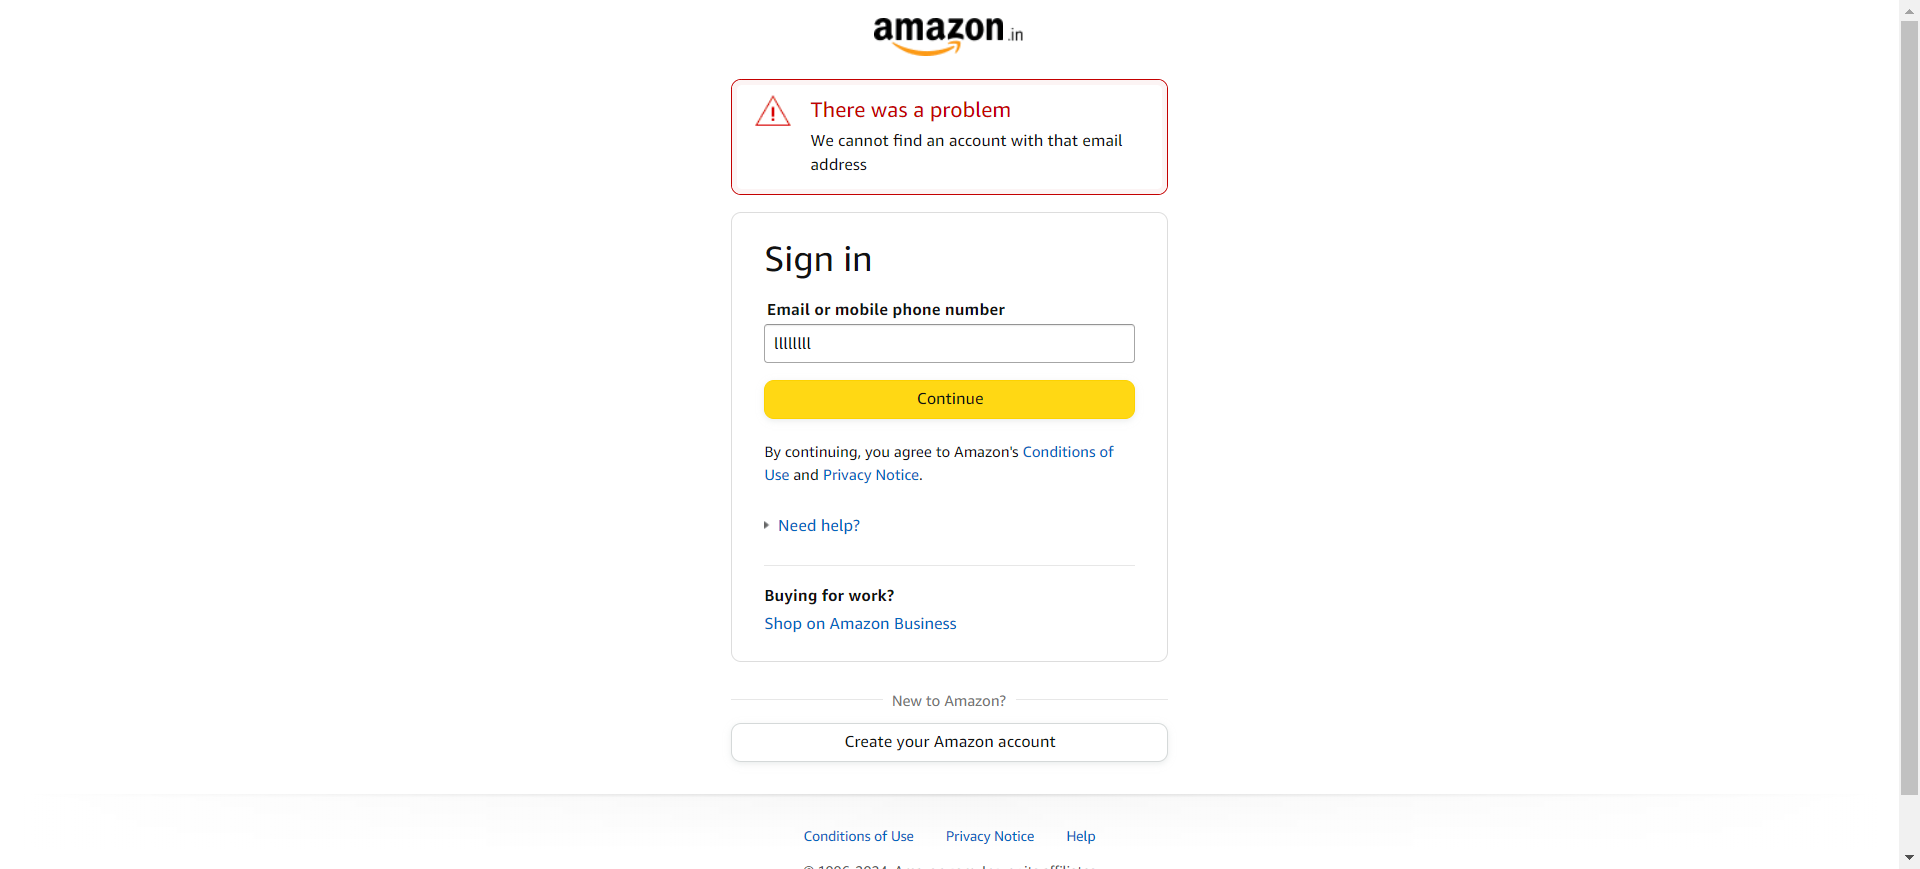 amazon.in
There was a problem
We cannot find an account with that email
address
Sign in
Email or mobile phone number
llllllll
Continue
By continuing, you agree to Amazon's Conditions of
Use and Privacy Notice.
Need help?
Buying for work?
Shop on Amazon Business
New to Amazon?
Create your Amazon account
Conditions of Use Privacy Notice Help